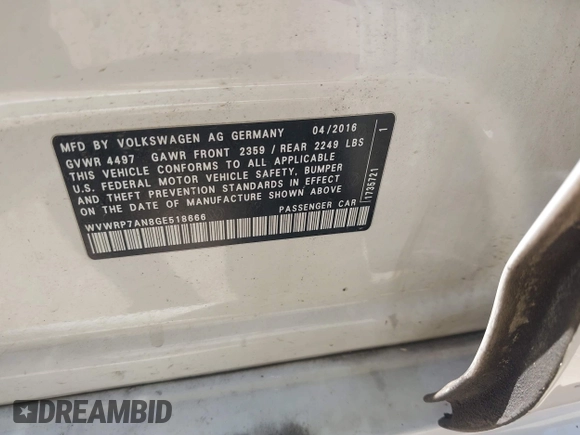 MFD BY VOLKSWAGEN AG GERMANY 04/2016
GVWR 4497 GAWR FRONT 2359 / REAR 2249 LBS
THIS VEHICLE CONFORMS TO ALL APPLICABLE
U.S. FEDERAL MOTOR VEHICLE SAFETY, BUMPER
AND THEFT PREVENTION STANDARDS IN EFFECT
ON THE DATE OF MANUFACTURE SHOWN ABOVE
WVWRP7AN8GE518666 PASSENGER CAR
1735721 1
DREAMBID